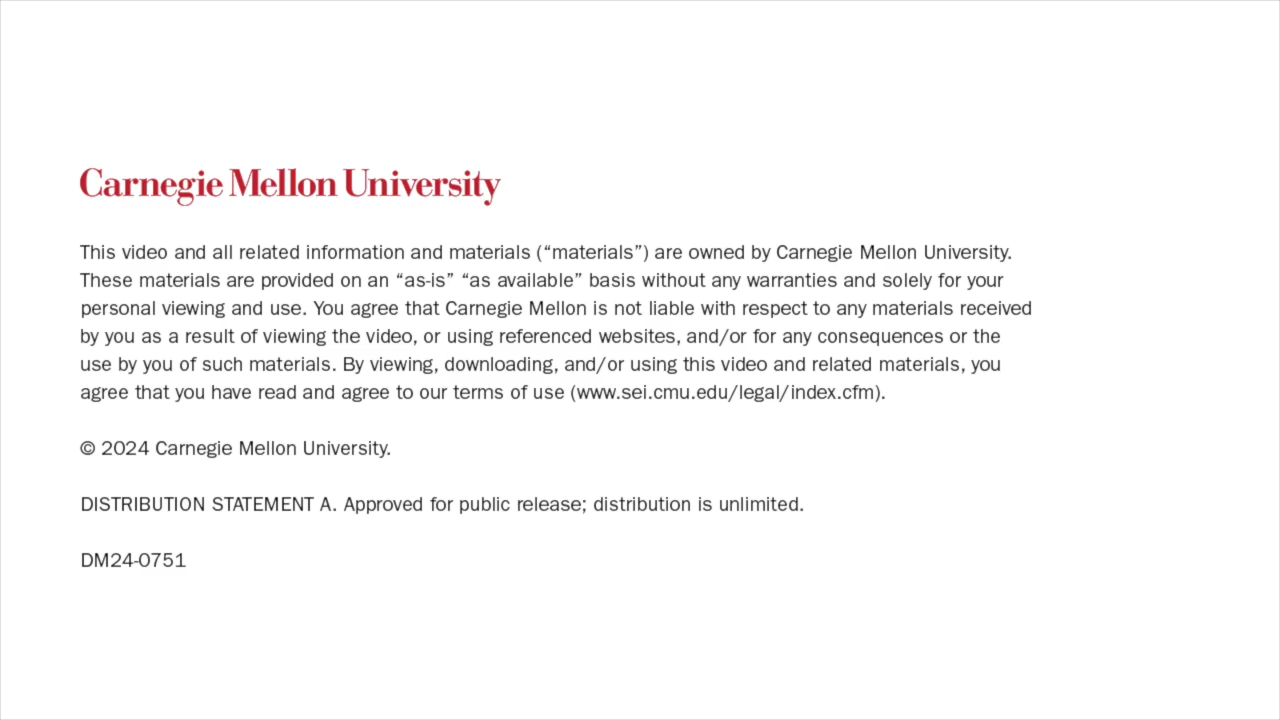 Carnegie Mellon University
This video and all related information and materials (“materials”) are owned by Carnegie Mellon University.
These materials are provided on an “as-is” “as available” basis without any warranties and solely for your
personal viewing and use. You agree that Carnegie Mellon is not liable with respect to any materials received
by you as a result of viewing the video, or using referenced websites, and/or for any consequences or the
use by you of such materials. By viewing, downloading, and/or using this video and related materials, you
agree that you have read and agree to our terms of use (www.sei.cmu.edu/legal/index.cfm).
© 2024 Carnegie Mellon University.
DISTRIBUTION STATEMENT A. Approved for public release; distribution is unlimited.
DM24-0751